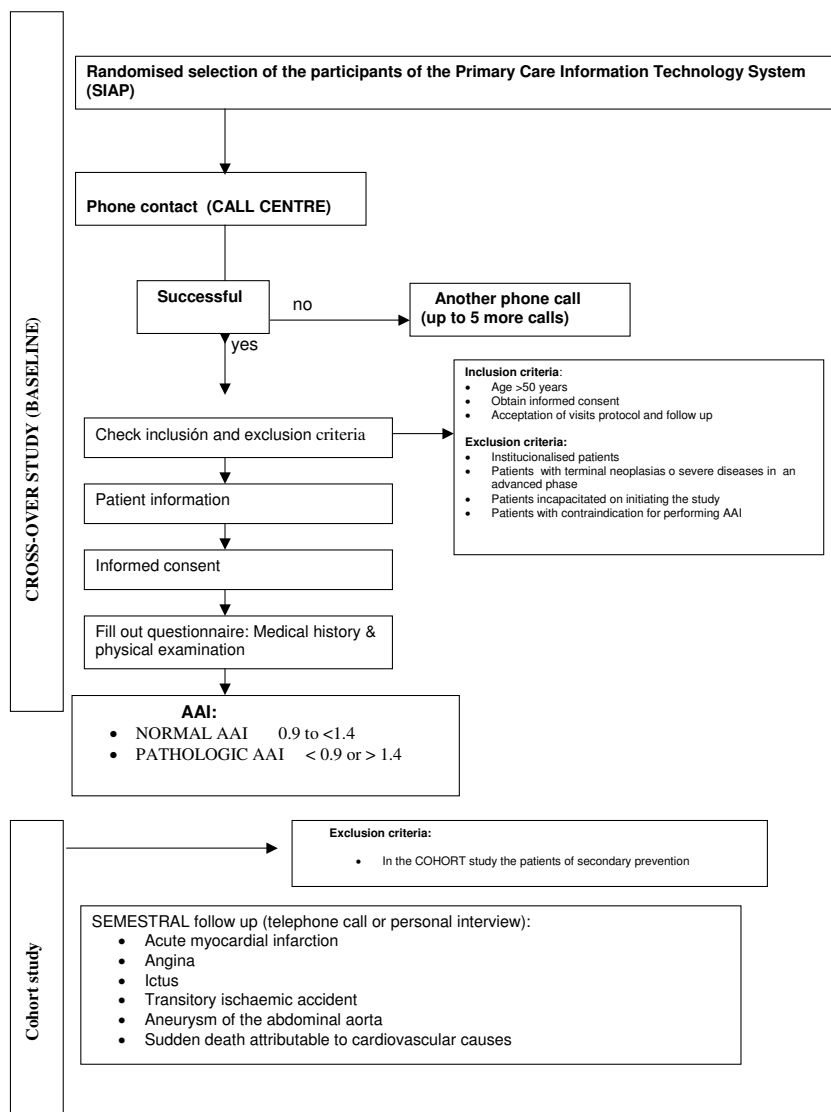 CROSS-OVER STUDY (BASELINE)
Randomised selection of the participants of the Primary Care Information Technology System
(SIAP)
Phone contact (CALL CENTRE)
Successful
no
Another phone call
(up to 5 more calls)
yes
Inclusion criteria:
• Age >50 years
• Obtain informed consent
• Acceptation of visits protocol and follow up
Exclusion criteria:
• Institucionalised patients
• Patients with terminal neoplasias o severe diseases in an
advanced phase
• Patients incapacitated on initiating the study
• Patients with contraindication for performing AAI
Check inclusión and exclusion criteria
Patient information
Informed consent
Fill out questionnaire: Medical history &
physical examination
AAI:
• NORMAL AAI 0.9 to <1.4
• PATHOLOGIC AAI < 0.9 or > 1.4
Cohort study
Exclusion criteria:
• In the COHORT study the patients of secondary prevention
SEMESTRAL follow up (telephone call or personal interview):
• Acute myocardial infarction
• Angina
• Ictus
• Transitory ischaemic accident
• Aneurysm of the abdominal aorta
• Sudden death attributable to cardiovascular causes